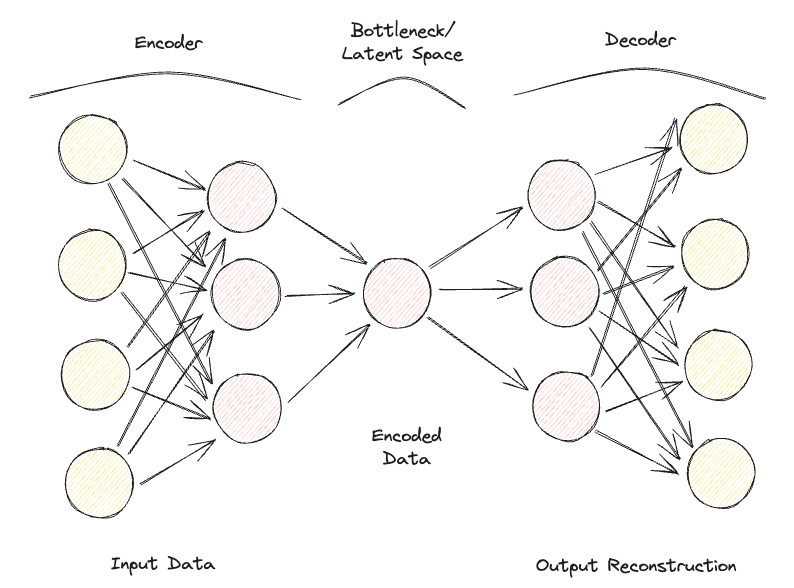 Encoder
Bottleneck/
Latent Space
Decoder
Encoded
Data
Input Data
Output Reconstruction